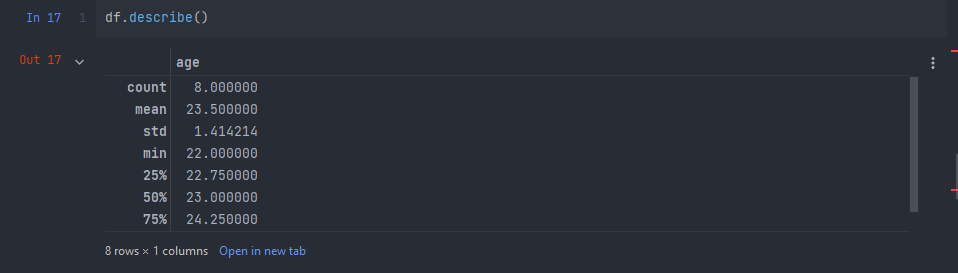 In 17 1 df.describe()
Out 17 age
count 8.000000
mean 23.500000
std 1.414214
min 22.000000
25% 22.750000
50% 23.000000
75% 24.250000
8 rows × 1 columns Open in new tab